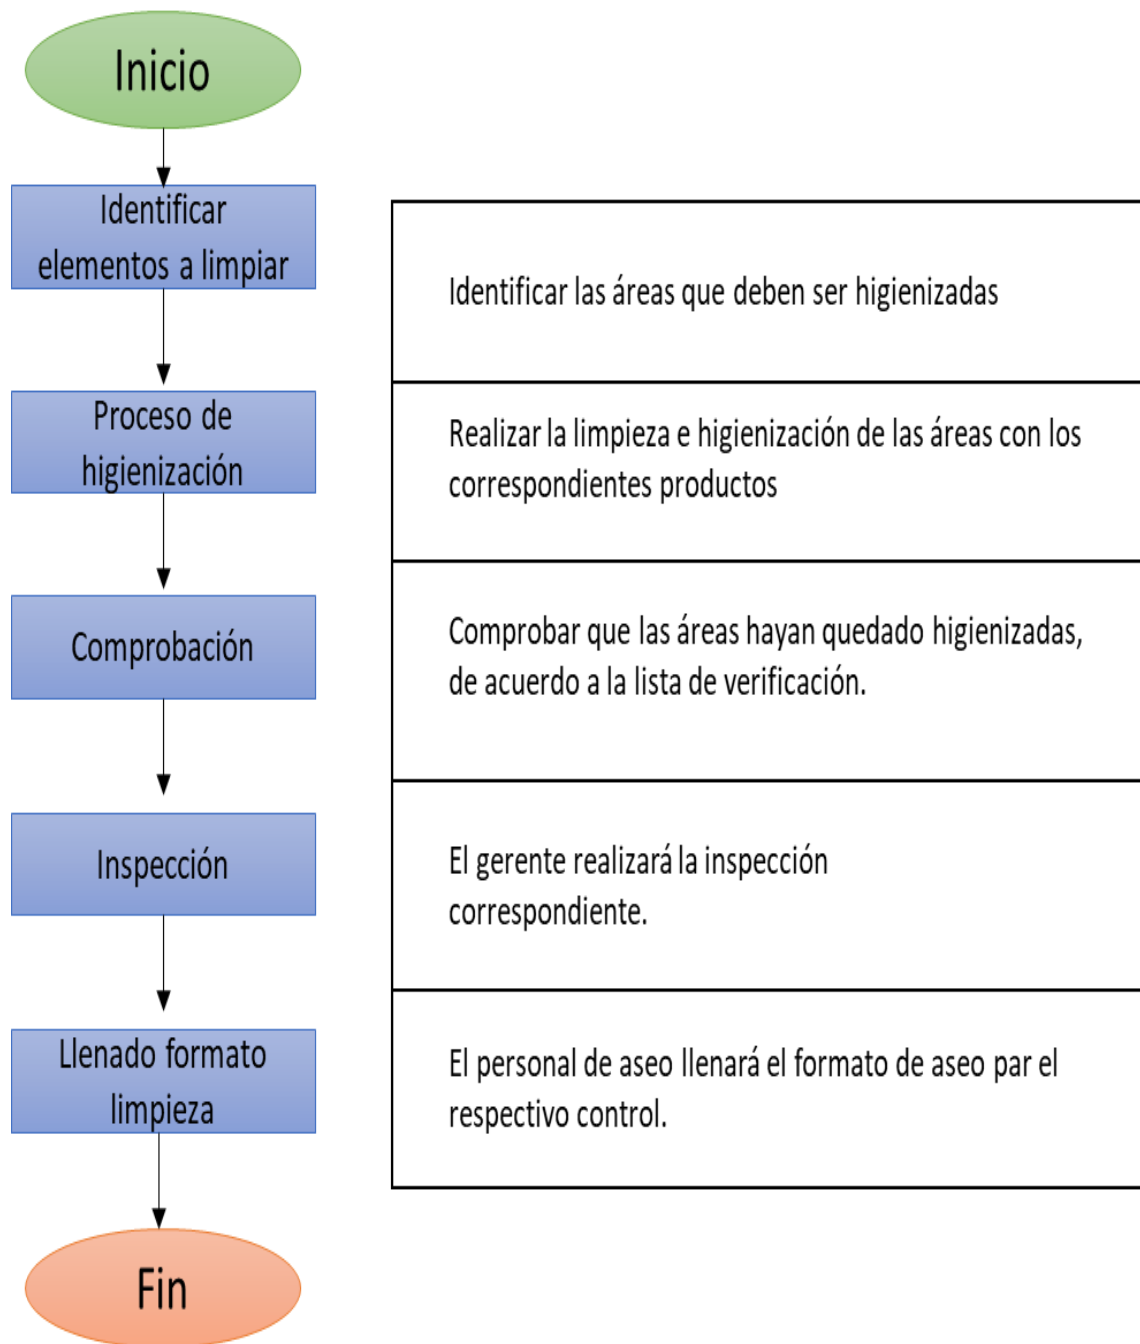 Inicio
Identificar
elementos a limpiar
Identificar las áreas que deben ser higienizadas
Proceso de
higienización
Realizar la limpieza e higienización de las áreas con los
correspondientes productos
Comprobación
Comprobar que las áreas hayan quedado higienizadas,
de acuerdo a la lista de verificación.
Inspección
El gerente realizará la inspección
correspondiente.
Llenado formato
limpieza
El personal de aseo llenará el formato de aseo par el
respectivo control.
Fin